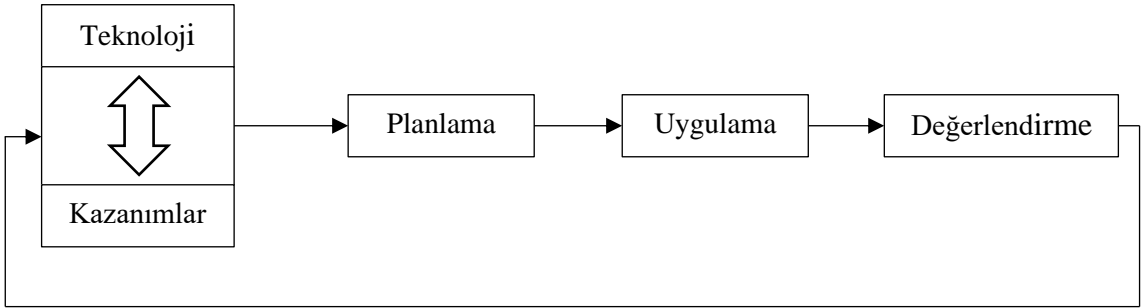 Teknoloji
Kazanımlar
Planlama
Uygulama
Değerlendirme